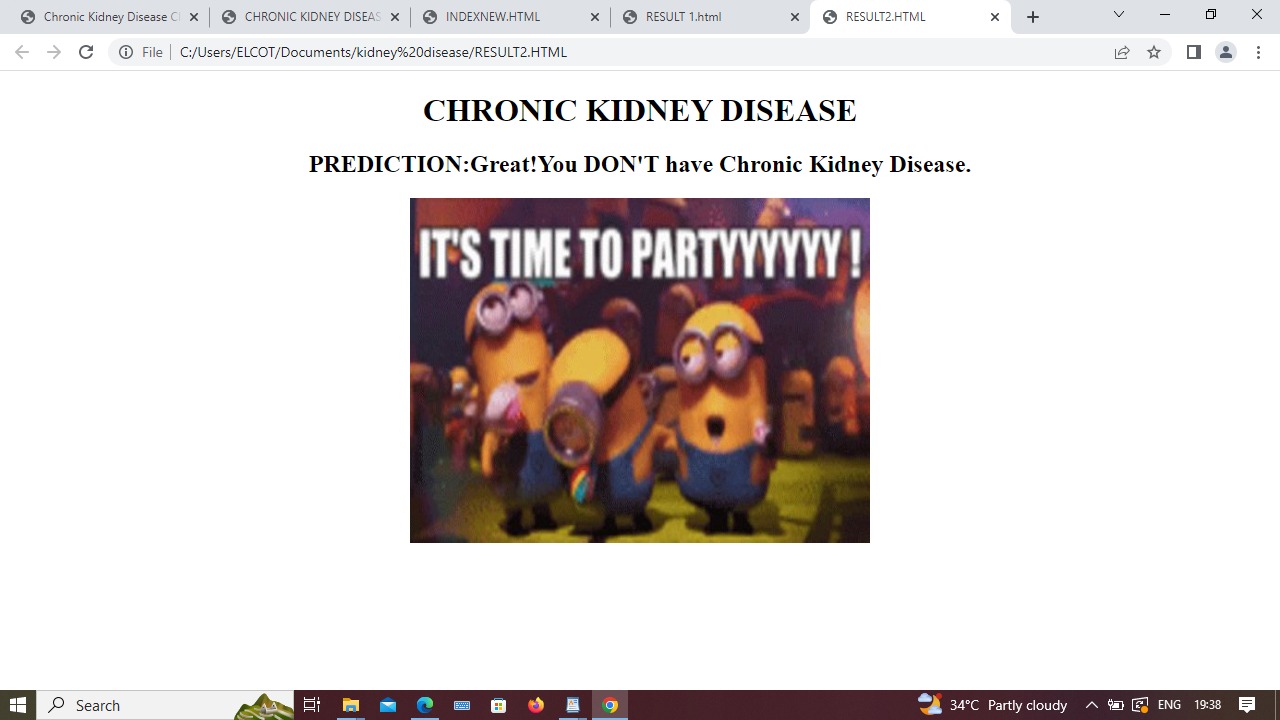 Chronic Kidney Disease C
CHRONIC KIDNEY DISEAS
INDEXNEW.HTML
RESULT 1.html
RESULT2.HTML
File
C:/Users/ELCOT/Documents/kidney%20disease/RESULT2.HTML
CHRONIC KIDNEY DISEASE
PREDICTION:Great!You DON'T have Chronic Kidney Disease.
IT'S TIME TO PARTYYYYYY !
Search
34°C Partly cloudy
ENG
19:38